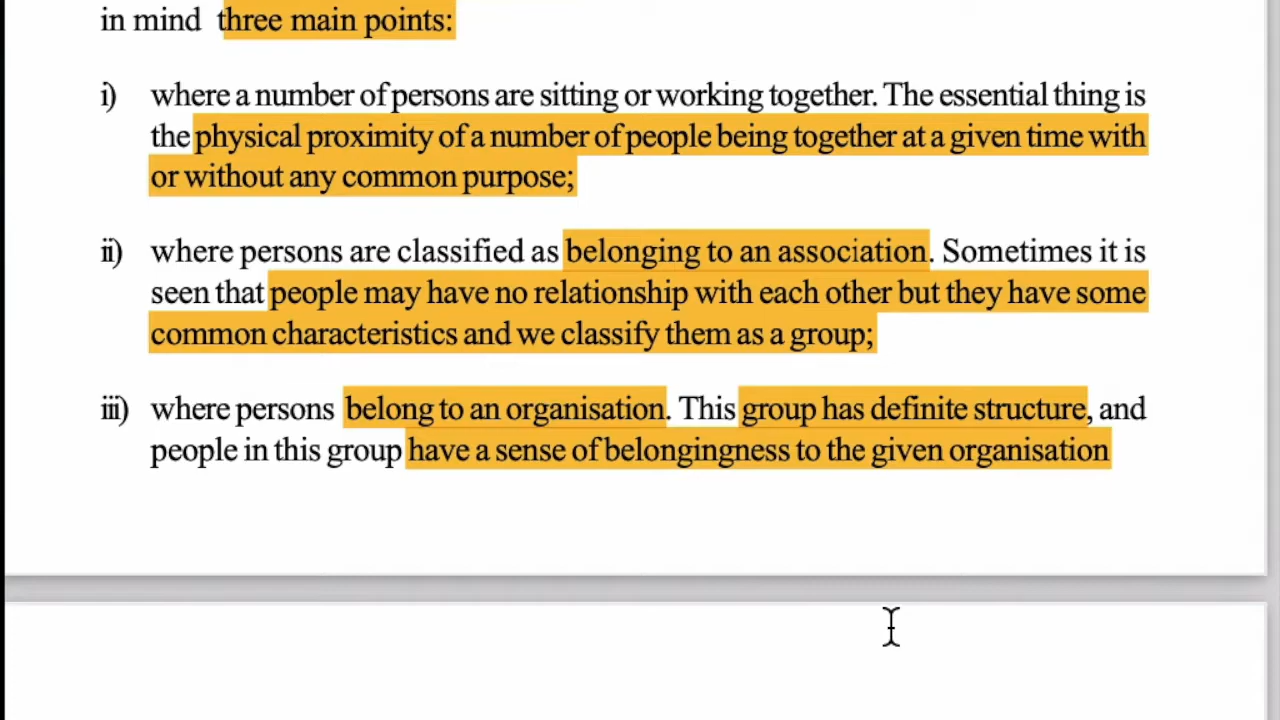 in mind three main points:
i) where a number of persons are sitting or working together. The essential thing is
the physical proximity of a number of people being together at a given time with
or without any common purpose;
ii) where persons are classified as belonging to an association. Sometimes it is
seen that people may have no relationship with each other but they have some
common characteristics and we classify them as a group;
iii) where persons belong to an organisation. This group has definite structure, and
people in this group have a sense of belongingness to the given organisation